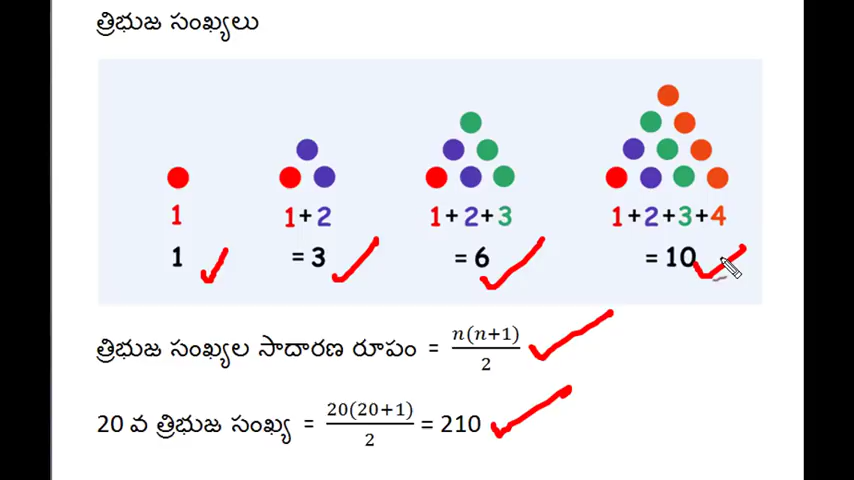 త్రిభుజ సంఖ్యలు
1 1+2 1+2+3 1+2+3+4
1 = 3 = 6 = 10
త్రిభుజ సంఖ్యల సాదారణ రూపం = n(n+1)/2
20 వ త్రిభుజ సంఖ్య = 20(20+1)/2 = 210